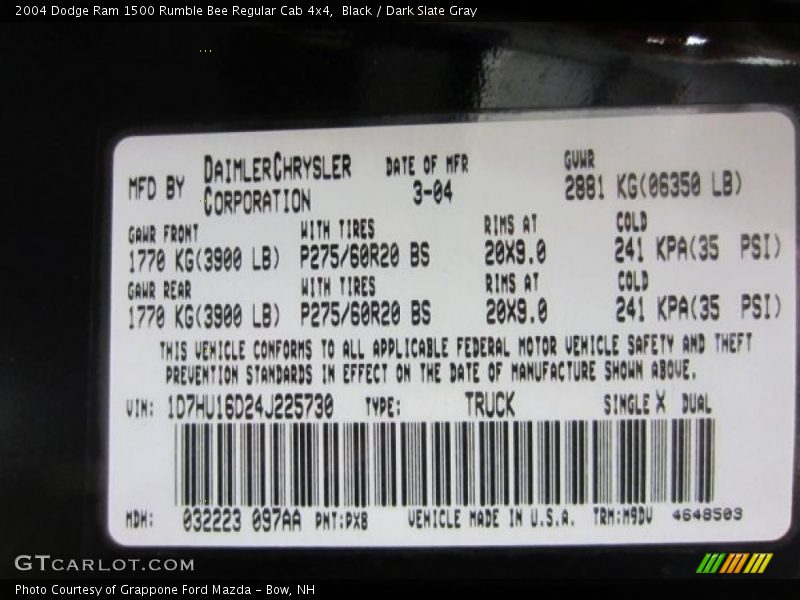 2004 Dodge Ram 1500 Rumble Bee Regular Cab 4x4,  Black / Dark Slate Gray
MFD BY DAIMLERCHRYSLER CORPORATION DATE OF MFR 3-04 GVWR 2881 KG(06350 LB)
GAWR FRONT WITH TIRES RIMS AT COLD
1770 KG(3900 LB) P275/60R20 BS 20X9.0 241 KPA(35 PSI)
GAWR REAR WITH TIRES RIMS AT COLD
1770 KG(3900 LB) P275/60R20 BS 20X9.0 241 KPA(35 PSI)
THIS VEHICLE CONFORMS TO ALL APPLICABLE FEDERAL MOTOR VEHICLE SAFETY AND THEFT
PREVENTION STANDARDS IN EFFECT ON THE DATE OF MANUFACTURE SHOWN ABOVE.
VIN: 1D7HU16D24J225730 TYPE: TRUCK SINGLE X DUAL
MDH: 032223 097AA PNT:PX8 VEHICLE MADE IN U.S.A. TRM:M9DV 4648503
GTCARLOT.COM
Photo Courtesy of Grappone Ford Mazda – Bow, NH